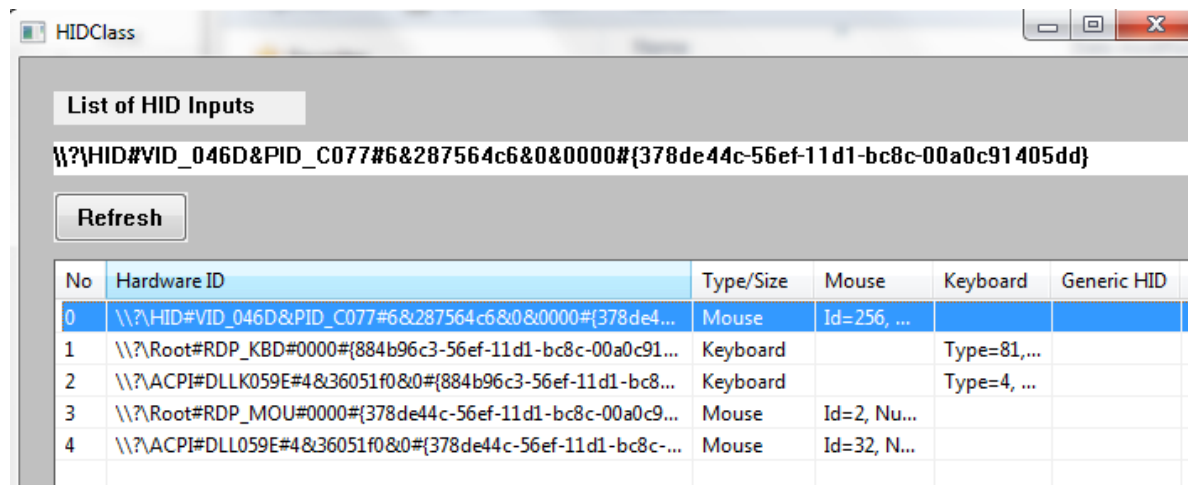 HIDClass
List of HID Inputs
\\?\HID#VID_046D&PID_C077#6&287564c6&0&0000#{378de44c-56ef-11d1-bc8c-00a0c91405dd}
Refresh
No Hardware ID Type/Size Mouse Keyboard Generic HID
0 \\?\HID#VID_046D&PID_C077#6&287564c6&0&0000#{378de4... Mouse Id=256, ...
1 \\?\Root#RDP_KBD#0000#{884b96c3-56ef-11d1-bc8c-00a0c91... Keyboard Type=81,...
2 \\?\ACPI#DLLK059E#4&36051f0&0#{884b96c3-56ef-11d1-bc8... Keyboard Type=4, ...
3 \\?\Root#RDP_MOU#0000#{378de44c-56ef-11d1-bc8c-00a0c9... Mouse Id=2, Nu...
4 \\?\ACPI#DLL059E#4&36051f0&0#{378de44c-56ef-11d1-bc8c-... Mouse Id=32, N...